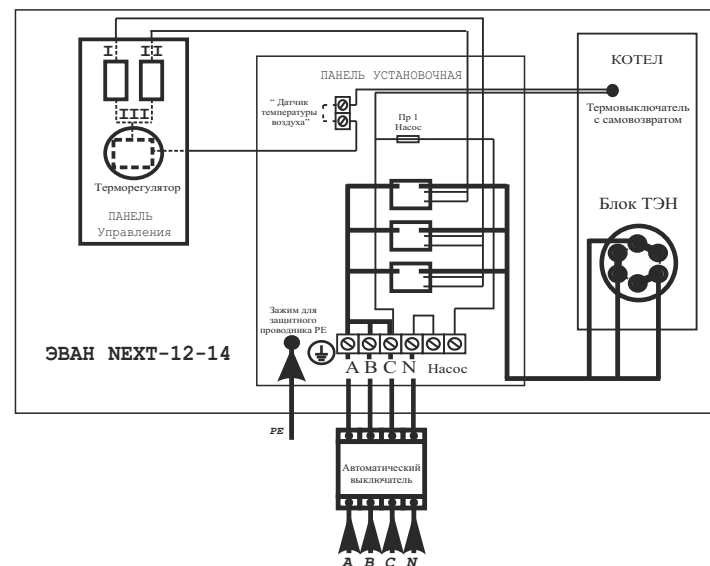 I II
III
Терморегулятор
ПАНЕЛЬ
Управления
ПАНЕЛЬ УСТАНОВОЧНАЯ
“ Датчик
температуры
воздуха”
Пр 1
Насос
КОТЕЛ
Термовыключатель
с самовозвратом
Блок ТЭН
Зажим для
защитного
проводника PE
ЭВАН NEXT-12-14
A B C N Насос
PE
Автоматический
выключатель
A B C N